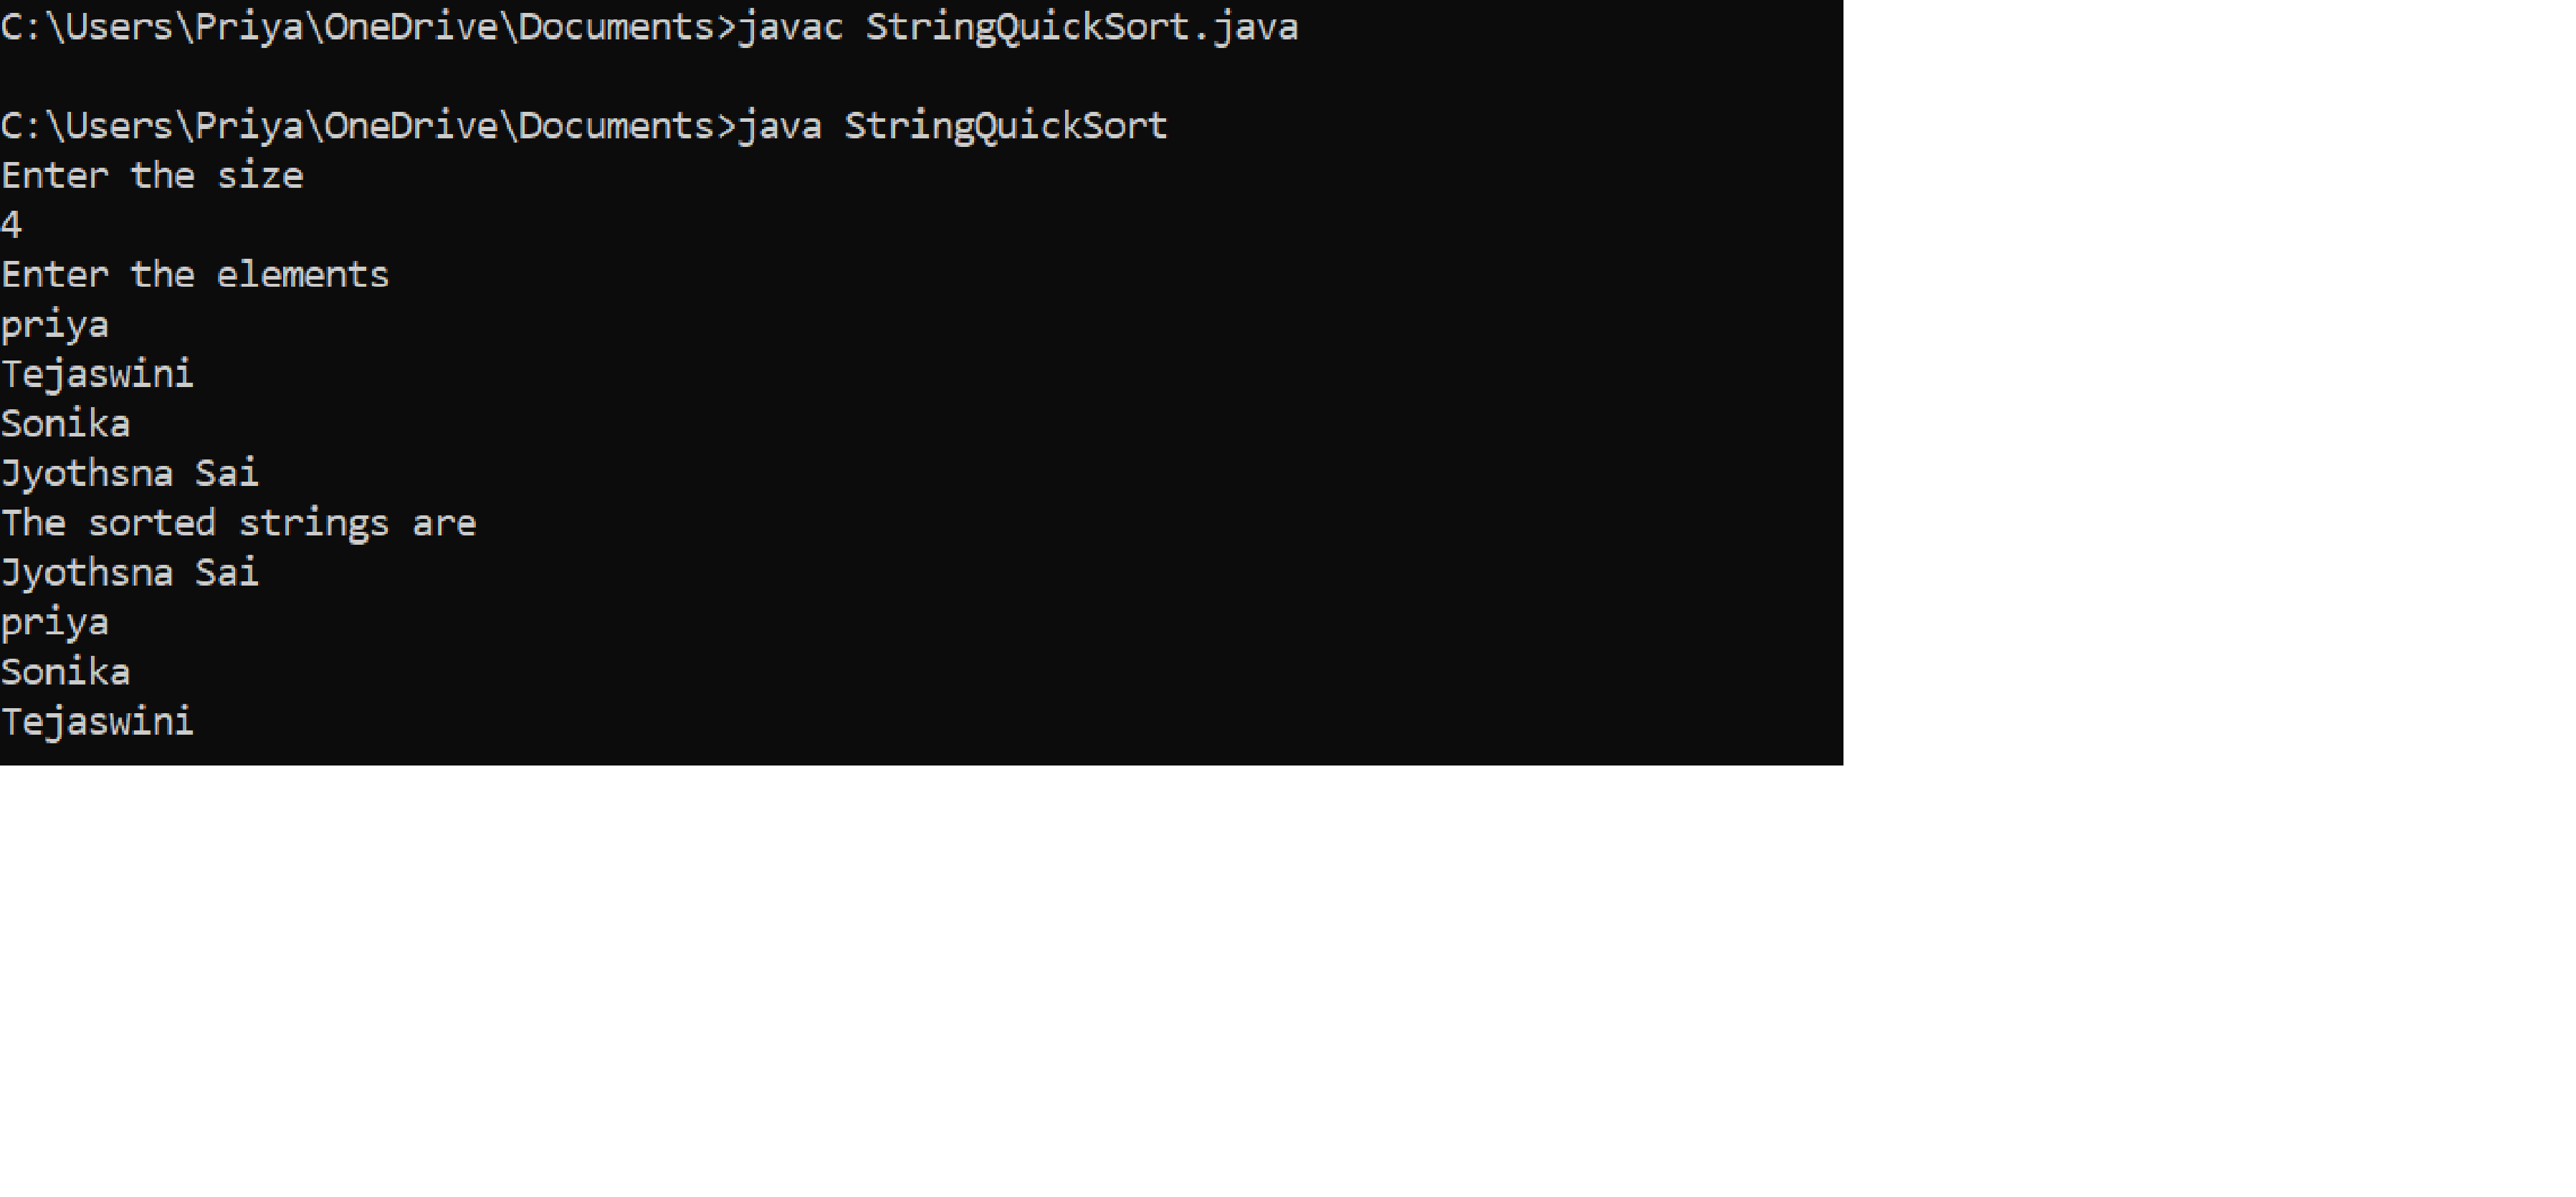 C:\Users\Priya\OneDrive\Documents>javac StringQuickSort.java
C:\Users\Priya\OneDrive\Documents>java StringQuickSort
Enter the size
4
Enter the elements
priya
Tejaswini
Sonika
Jyothsna Sai
The sorted strings are
Jyothsna Sai
priya
Sonika
Tejaswini